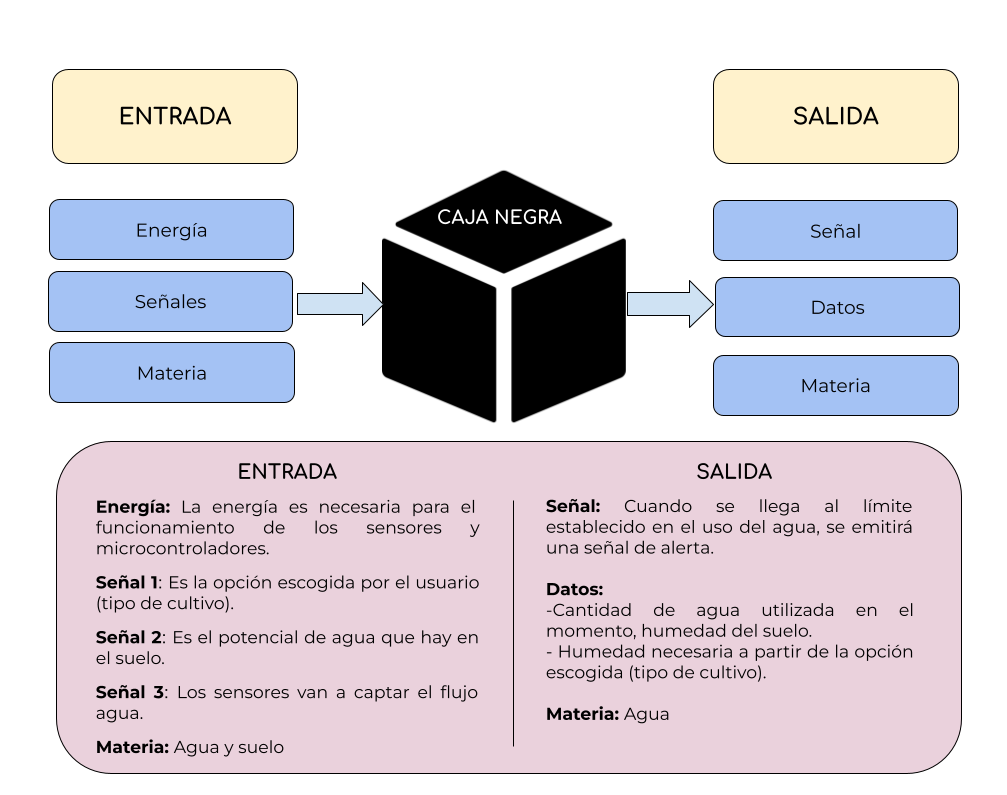 ENTRADA
SALIDA
CAJA NEGRA
Energía
Señales
Materia
Señal
Datos
Materia
ENTRADA
Energía: La energía es necesaria para el
funcionamiento de los sensores y
microcontroladores.
Señal 1: Es la opción escogida por el usuario
(tipo de cultivo).
Señal 2: Es el potencial de agua que hay en
el suelo.
Señal 3: Los sensores van a captar el flujo
agua.
Materia: Agua y suelo
SALIDA
Señal: Cuando se llega al límite
establecido en el uso del agua, se emitirá
una señal de alerta.
Datos:
-Cantidad de agua utilizada en el
momento, humedad del suelo.
- Humedad necesaria a partir de la opción
escogida (tipo de cultivo).
Materia: Agua